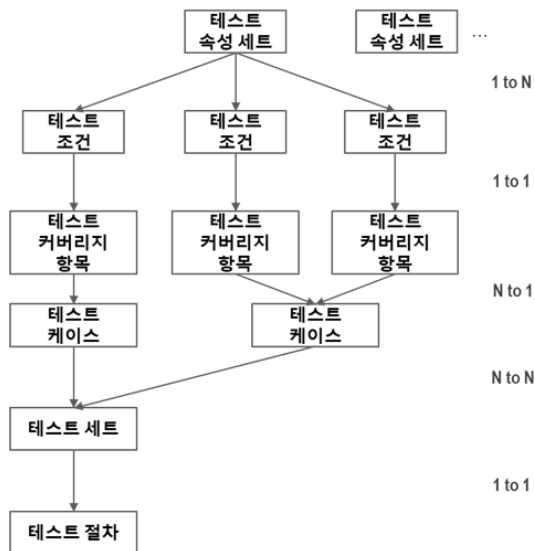 테스트
속성 세트
테스트
속성 세트
...
1 to N
테스트
조건
테스트
조건
테스트
조건
1 to 1
테스트
커버리지
항목
테스트
커버리지
항목
테스트
커버리지
항목
N to 1
테스트
케이스
테스트
케이스
N to N
테스트 세트
1 to 1
테스트 절차